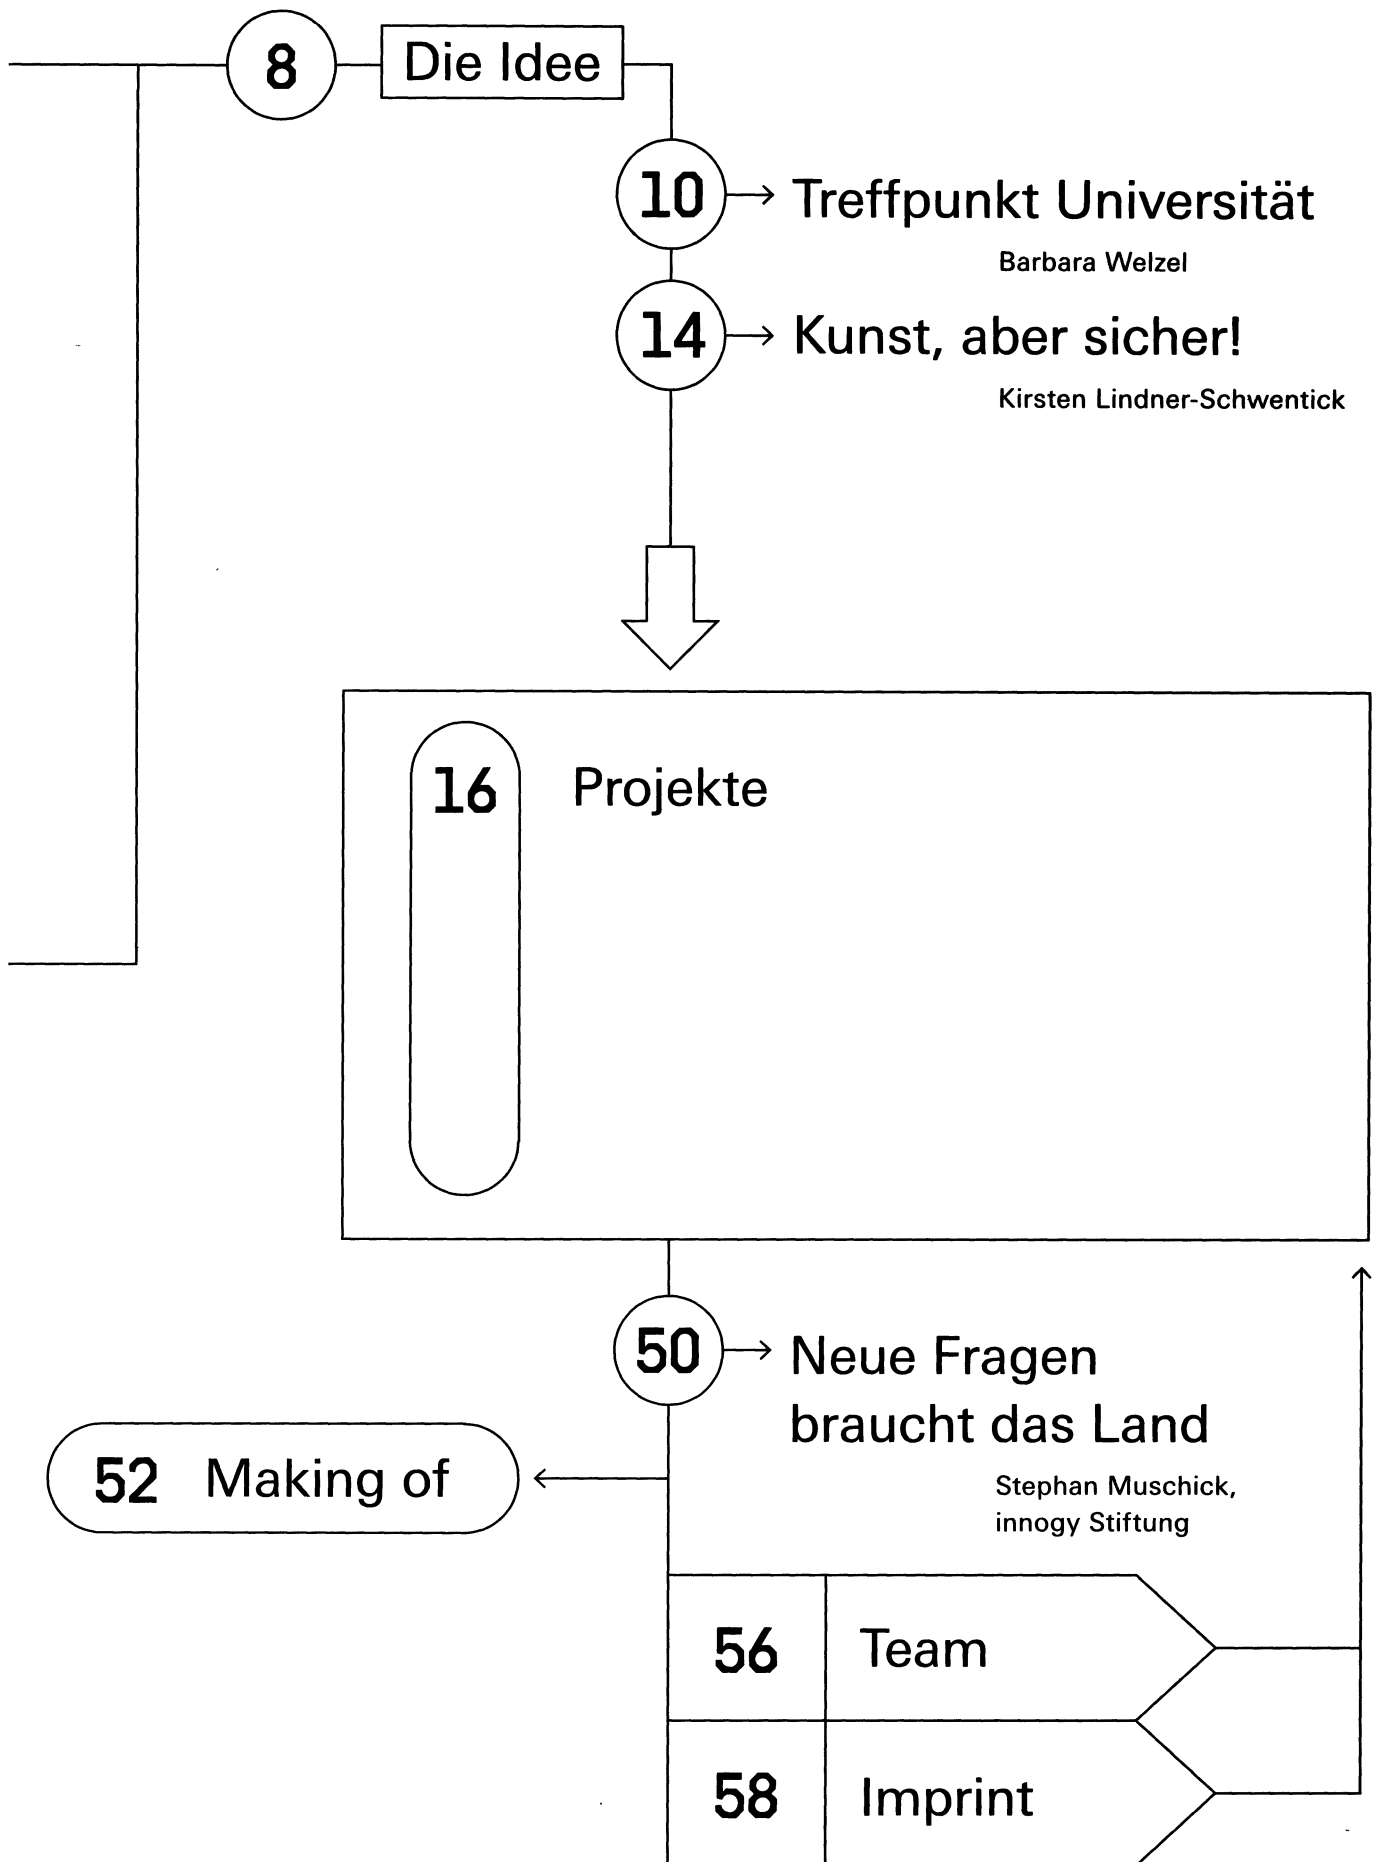 8 Die Idee
10 Treffpunkt Universität
Barbara Welzel
14 Kunst, aber sicher!
Kirsten Lindner-Schwentick
16 Projekte
50 Neue Fragen
braucht das Land
Stephan Muschick,
innogy Stiftung
52 Making of
56 Team
58 Imprint